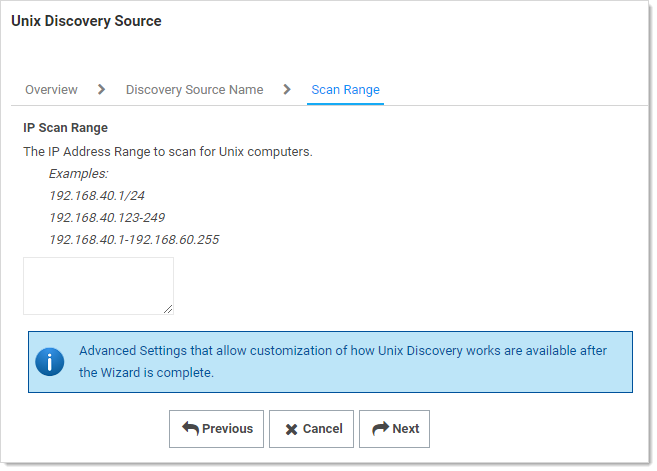 Unix Discovery Source
Overview > Discovery Source Name > Scan Range
IP Scan Range
The IP Address Range to scan for Unix computers.
Examples:
192.168.40.1/24
192.168.40.123-249
192.168.40.1-192.168.60.255
Advanced Settings that allow customization of how Unix Discovery works are available after
the Wizard is complete.
Previous Cancel Next